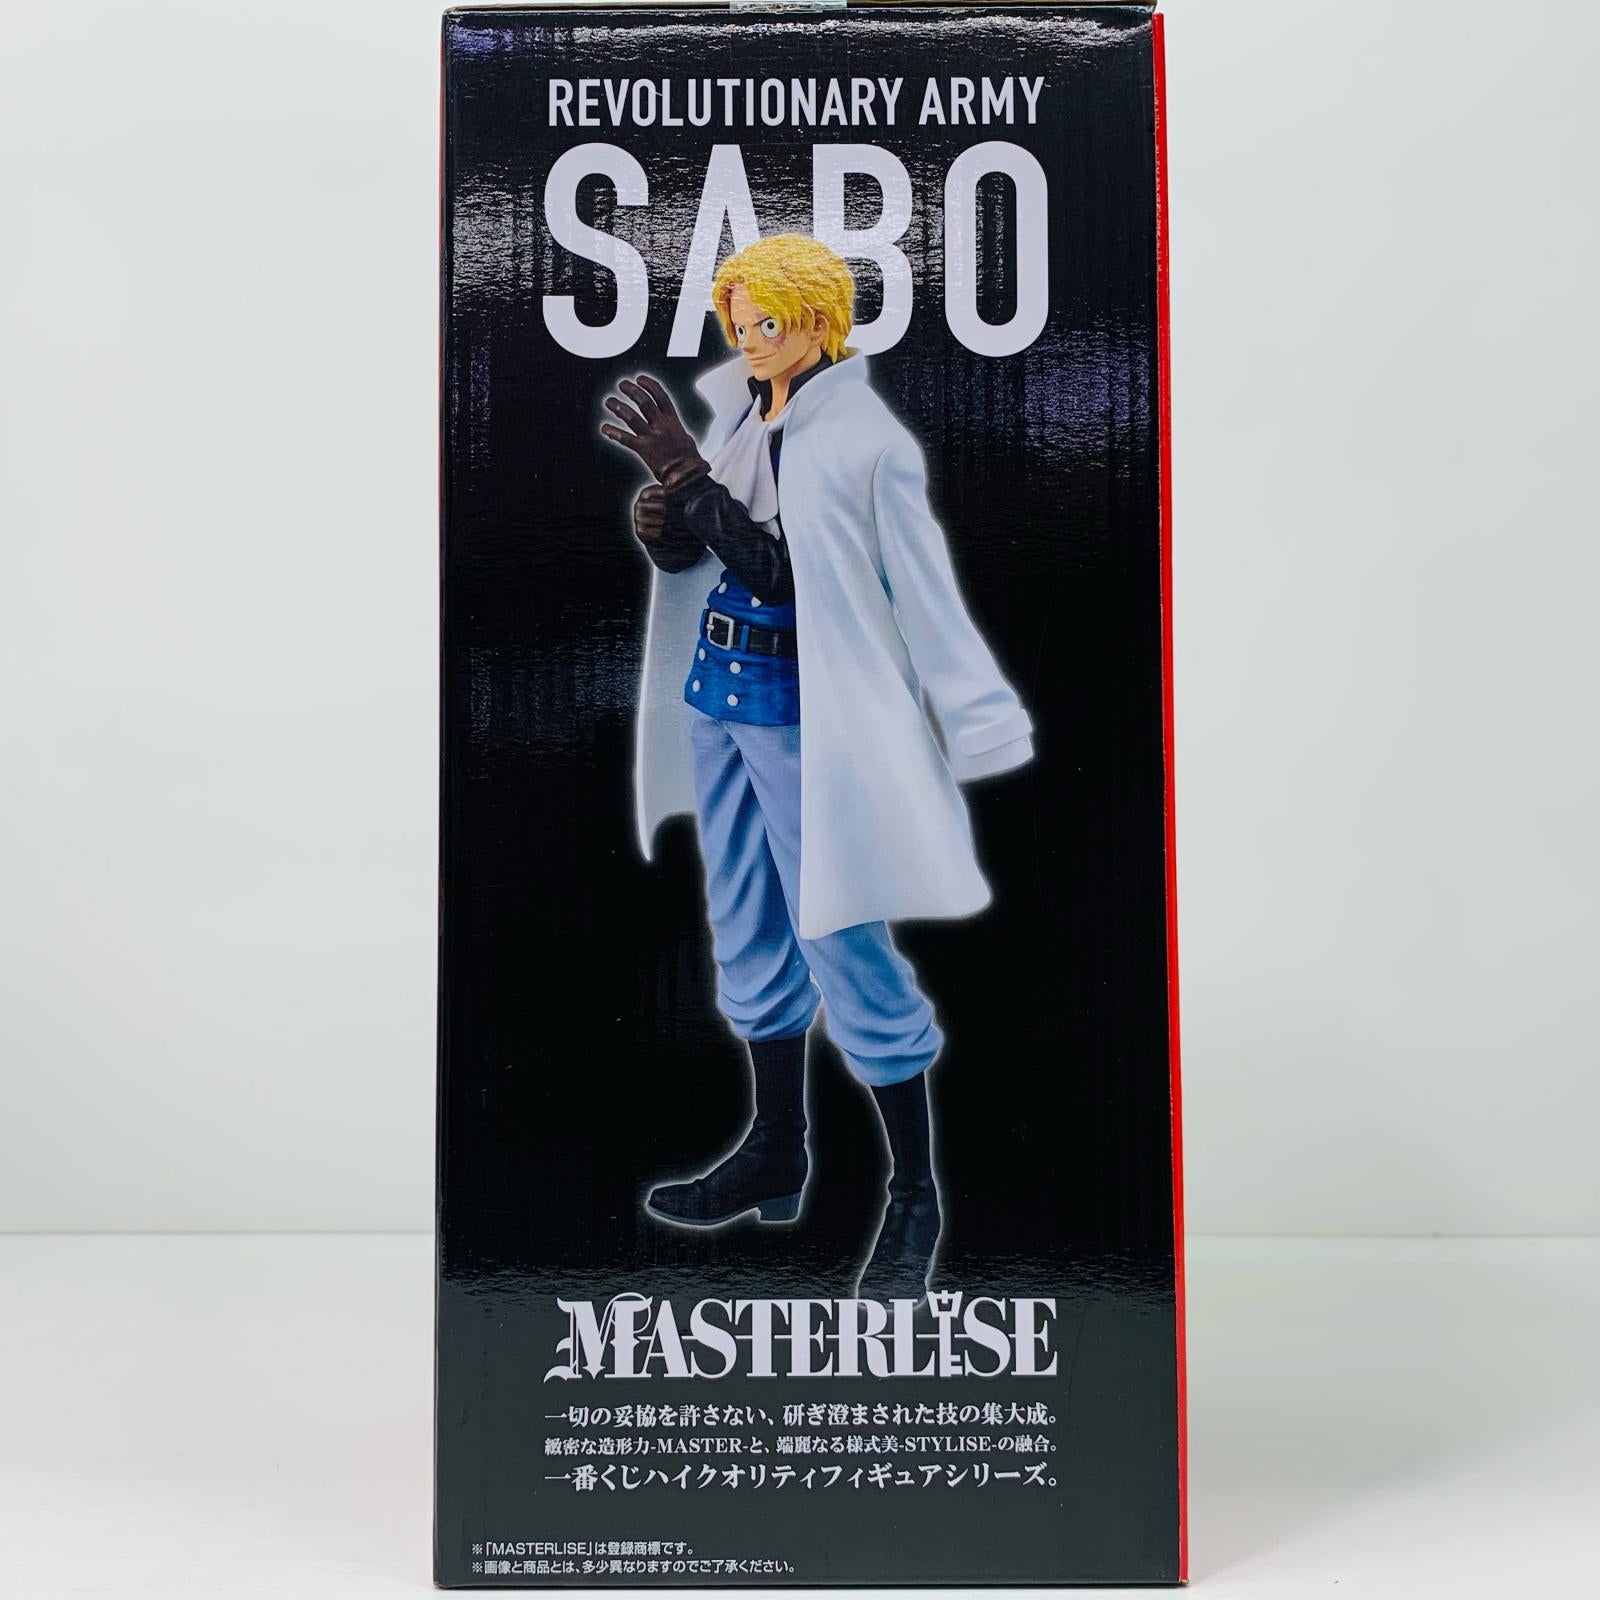 REVOLUTIONARY ARMY
SABO
MASTERLISE
一切の妥協を許さない、研ぎ澄まされた技の集大成。
緻密な造形力-MASTER-と、端麗なる様式美-STYLISE-の融合。
一番くじハイクオリティフィギュアシリーズ。
※「MASTERLISE」は登録商標です。
※画像と商品とは、多少異なりますのでご了承ください。